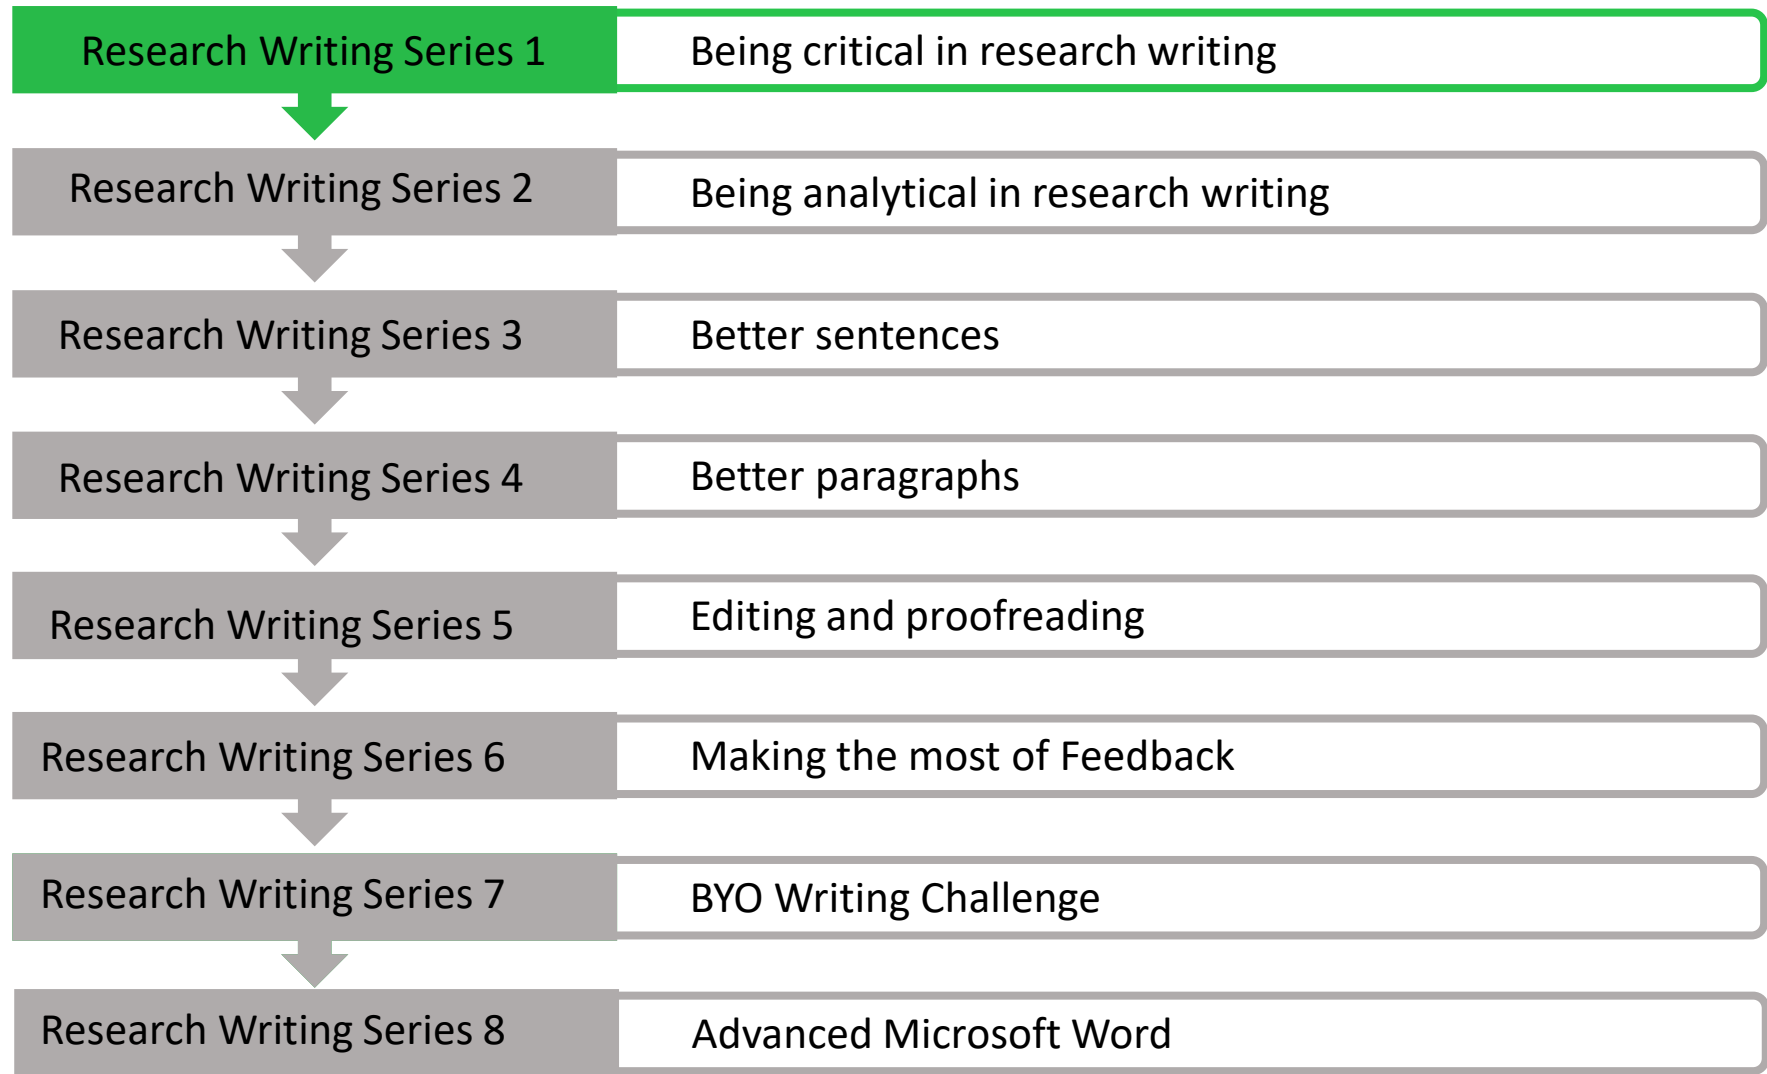 Research Writing Series 1
Being critical in research writing
Research Writing Series 2
Being analytical in research writing
Research Writing Series 3
Better sentences
Research Writing Series 4
Better paragraphs
Research Writing Series 5
Editing and proofreading
Research Writing Series 6
Making the most of Feedback
Research Writing Series 7
BYO Writing Challenge
Research Writing Series 8
Advanced Microsoft Word